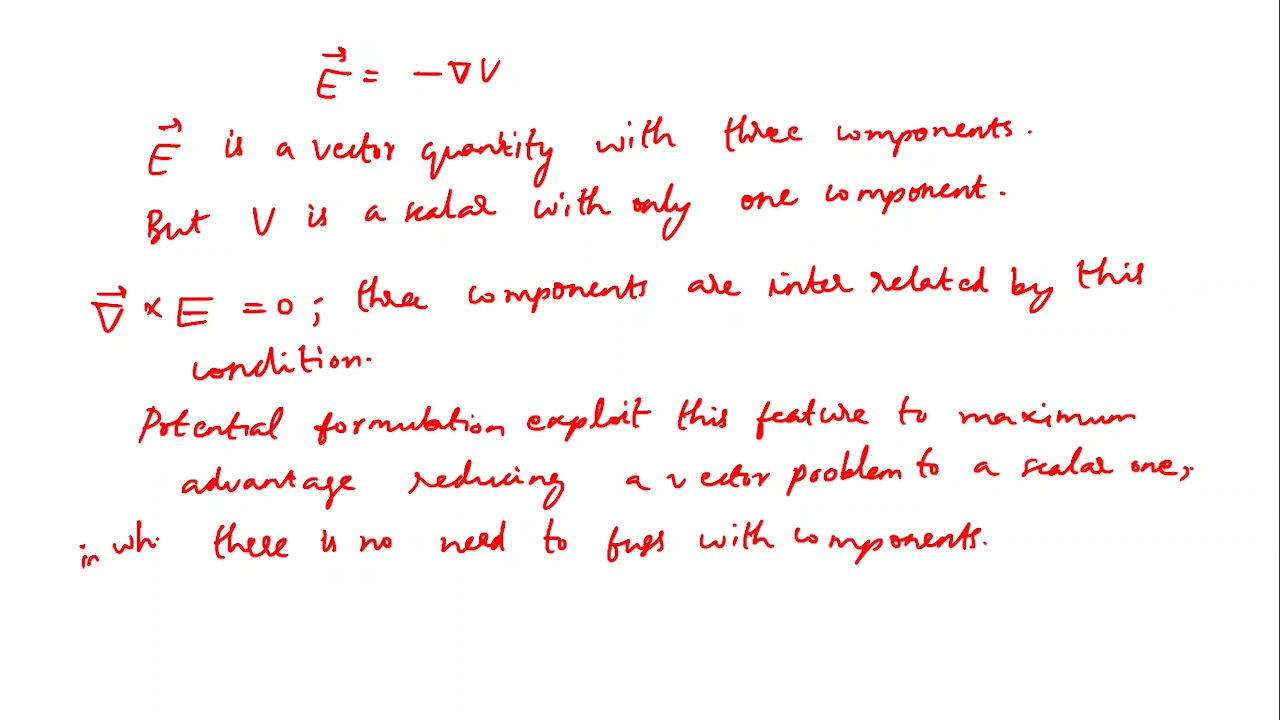 E⃗ = −∇V
E⃗ is a vector quantity with three components.
But V is a scalar with only one component.
∇⃗ × E = 0; three components are inter related by this
condition.
Potential formulation exploit this feature to maximum
advantage reducing a vector problem to a scalar one,
in wh. there is no need to fuss with components.